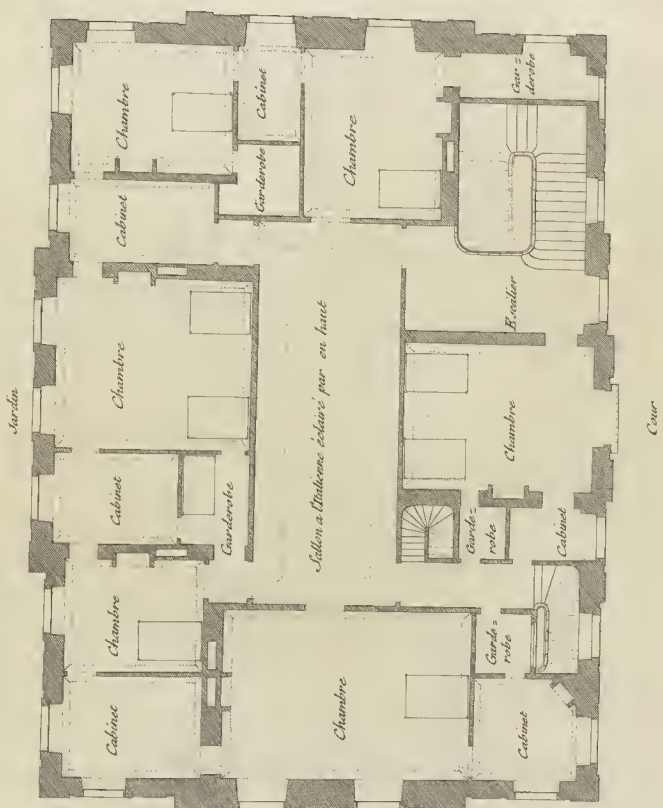 Chambre
Cabinet
Chambre
Gar=
derobe
Garderobe
Cabinet
Escalier
Jardin
Chambre
Sallon a l'Italienne éclairé par en haut
Chambre
Cour
Cabinet
Garderobe
Garde=
robe
Cabinet
Chambre
Garde=
robe
Cabinet
Chambre
Cabinet